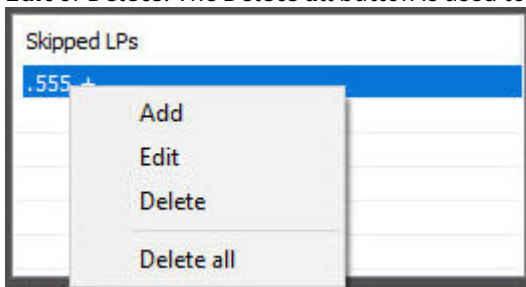 Skipped LPs
.555 +
Add
Edit
Delete
Delete all